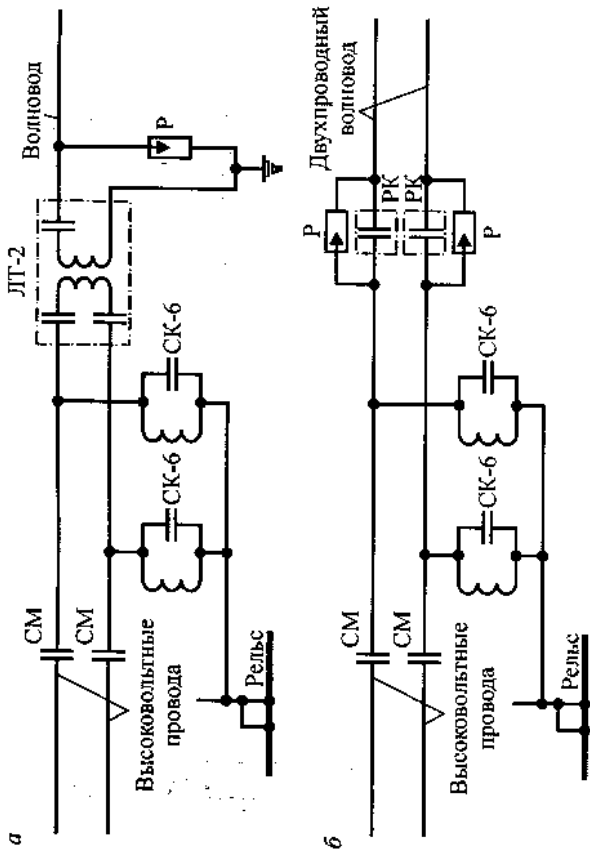 а
Высоковольтные
провода
СМ
СМ
Рельс
СК-6
СК-6
ЛТ-2
Волновод
Р
б
Высоковольтные
провода
СМ
СМ
Рельс
СК-6
СК-6
Р
РК
РК
Р
Двухпроводный
волновод